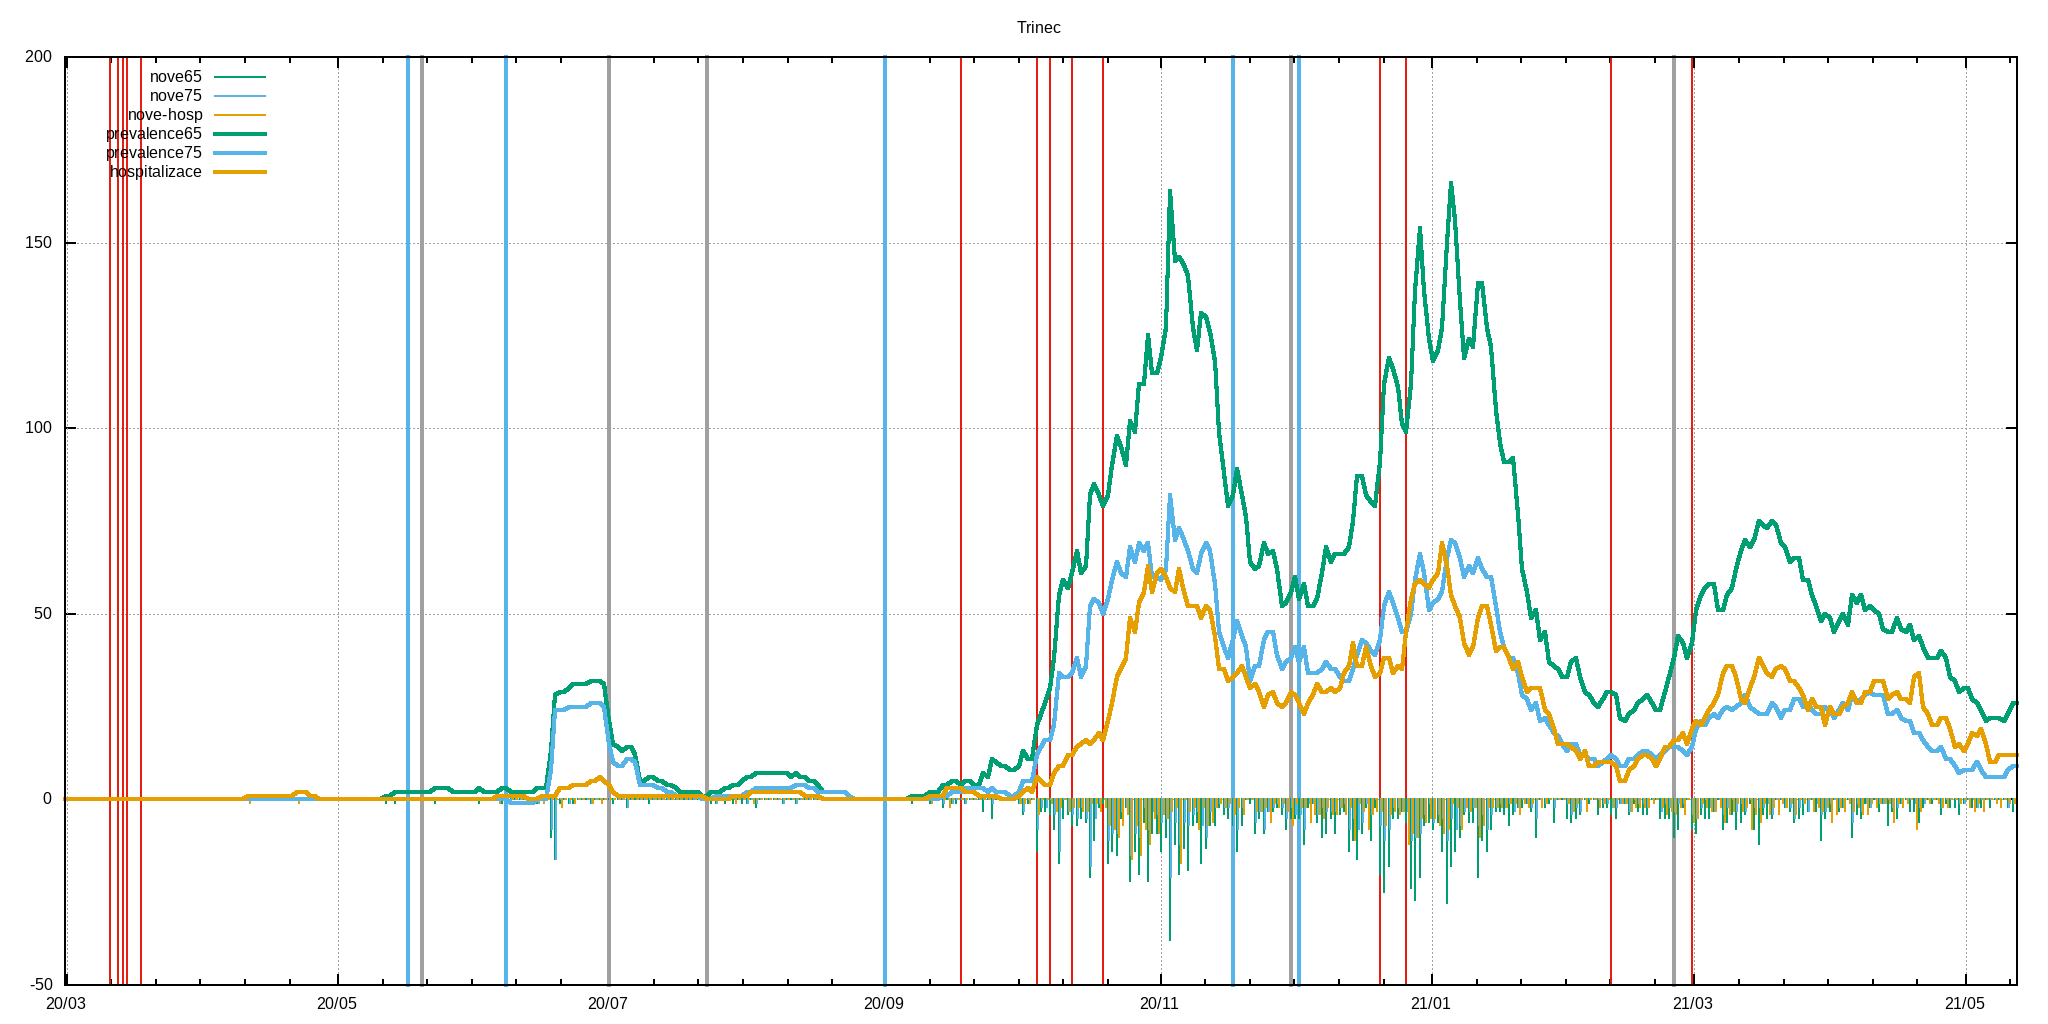 Trinec
200
nove65
nove75
nove-hosp
prevalence65
prevalence75
hospitalizace
150
100
50
0
-50
20/03 20/05 20/07 20/09 20/11 21/01 21/03 21/05